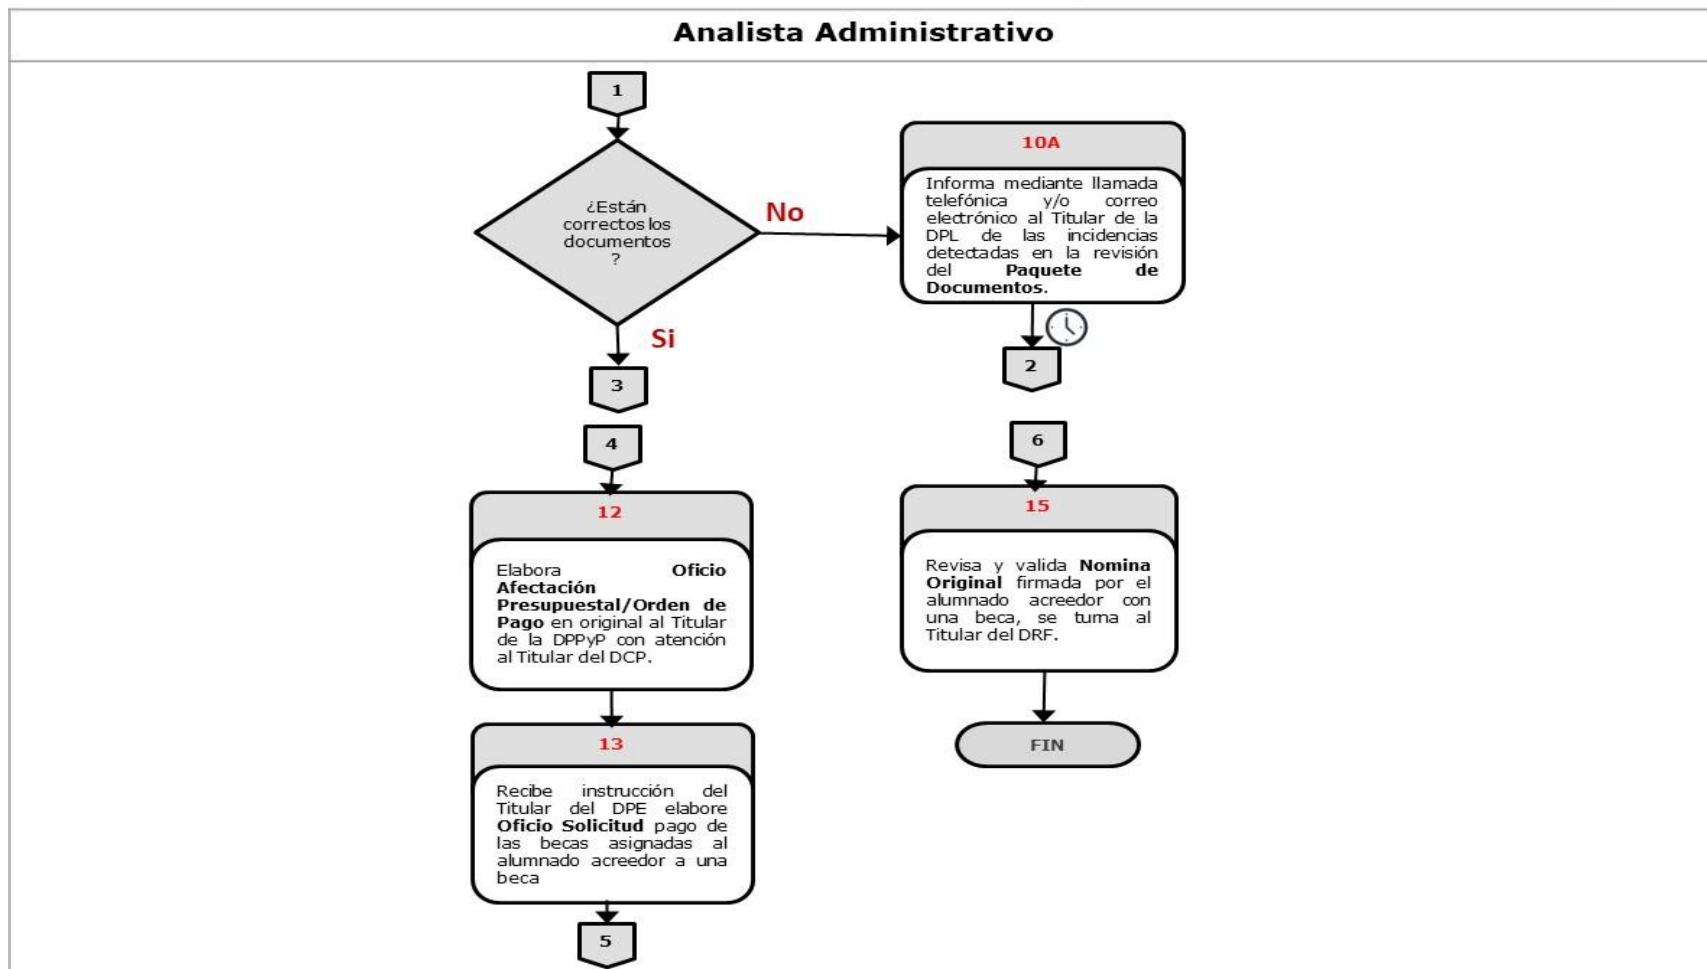 Analista Administrativo
1
¿Están
correctos los
documentos
?
No
Si
10A
Informa mediante llamada
telefónica y/o correo
electrónico al Titular de la
DPL de las incidencias
detectadas en la revisión
del Paquete de
Documentos.
2
3
4
12
Elabora Oficio
Afectación
Presupuestal/Orden de
Pago en original al Titular
de la DPPyP con atención
al Titular del DCP.
13
Recibe instrucción del
Titular del DPE elabore
Oficio Solicitud pago de
las becas asignadas al
alumnado acreedor a una
beca
5
6
15
Revisa y valida Nomina
Original firmada por el
alumnado acreedor con
una beca, se turna al
Titular del DRF.
FIN